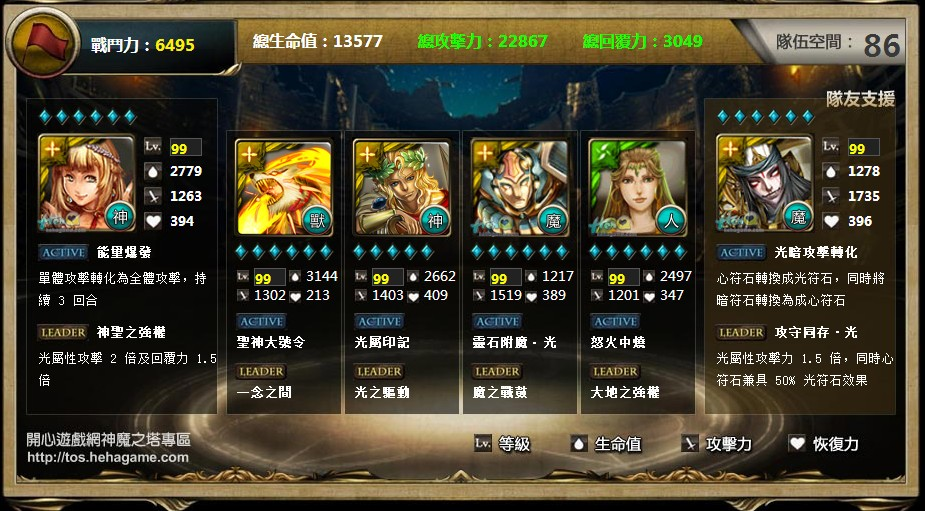 戰鬥力：6495
總生命值：13577
總攻擊力：22867
總回覆力：3049
隊伍空間： 86
隊友支援
神
Lv. 99
2779
1263
394
ACTIVE 能量爆發
單體攻擊轉化為全體攻擊，持
續 3 回合
LEADER 神聖之強權
光屬性攻擊 2 倍及回覆力 1.5
倍
獸
Lv. 99 3144
1302 213
ACTIVE
聖神大號令
LEADER
一念之間
神
Lv. 99 2662
1403 409
ACTIVE
光屬印記
LEADER
光之驅動
魔
Lv. 99 1217
1519 389
ACTIVE
靈石附魔・光
LEADER
魔之戰鼓
人
Lv. 99 2497
1201 347
ACTIVE
怒火中燒
LEADER
大地之強權
魔
Lv. 99
1278
1735
396
ACTIVE 光暗攻擊轉化
心符石轉換成光符石，同時將
暗符石轉換為成心符石
LEADER 攻守同存・光
光屬性攻擊力 1.5 倍，同時心
符石兼具 50% 光符石效果
開心遊戲網神魔之塔專區
http://tos.hehagame.com
Lv. 等級
生命值
攻擊力
恢復力